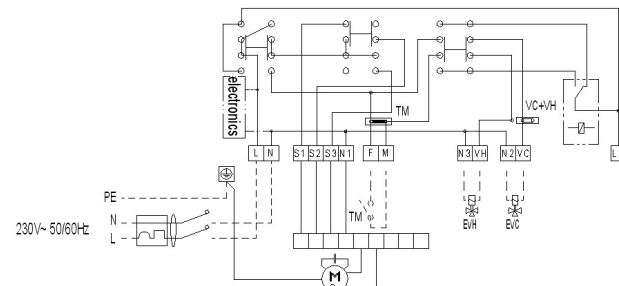 electronics
TM
VC+VH
L N S1 S2 S3 N1 F M N3 VH N2 VC L
PE
N
L
230V~ 50/60Hz
TM
EVH EVC
M